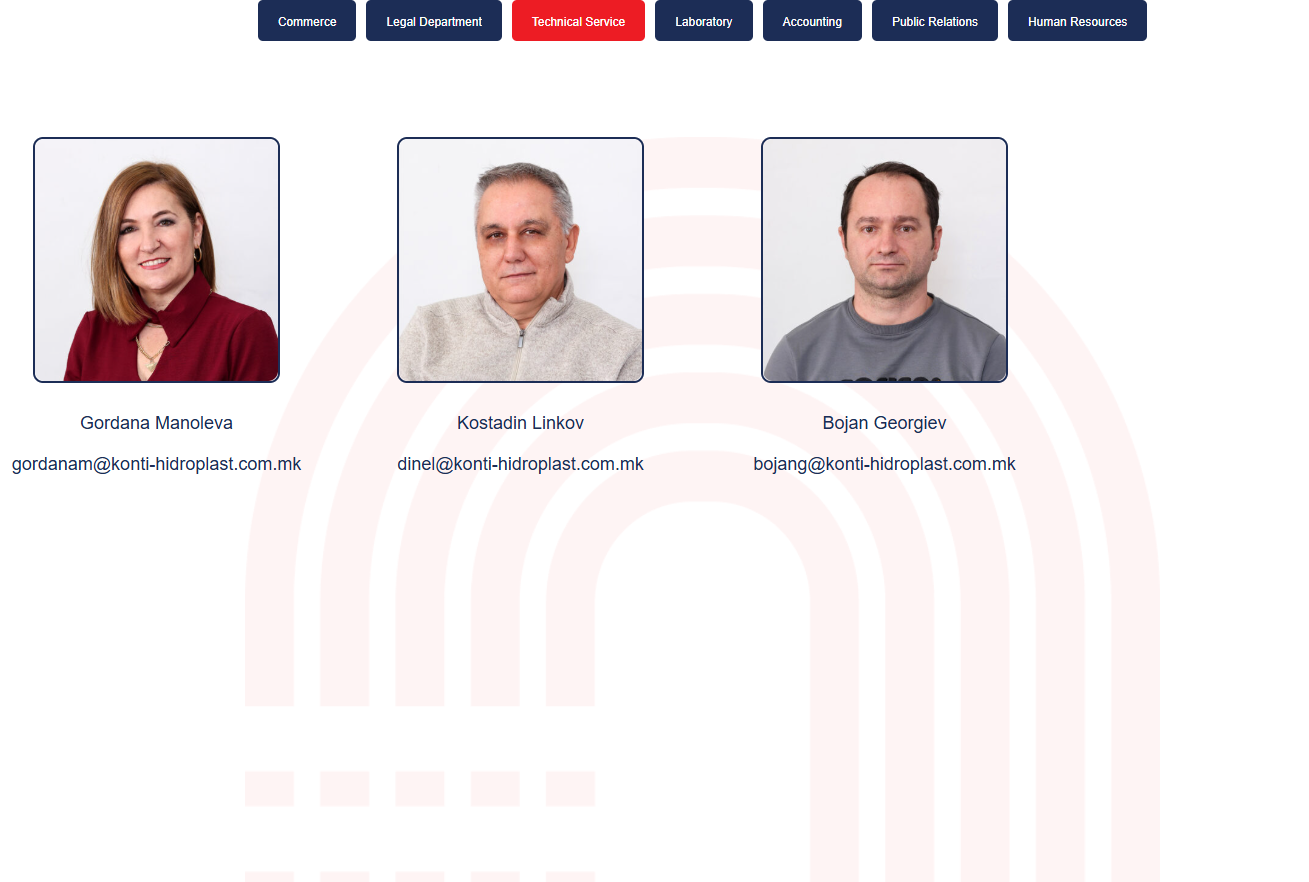 Commerce Legal Department Technical Service Laboratory Accounting Public Relations Human Resources
Gordana Manoleva Kostadin Linkov Bojan Georgiev
gordanam@konti-hidroplast.com.mk dinel@konti-hidroplast.com.mk bojang@konti-hidroplast.com.mk